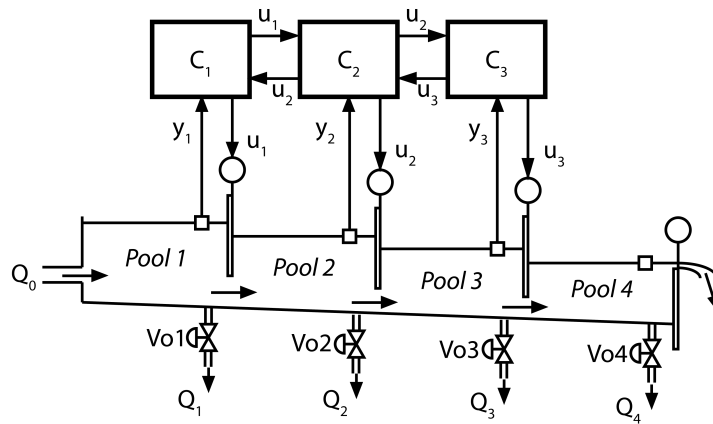 u₁ u₂
C₁ C₂ C₃
u₂ u₃
y₁ u₁ y₂ u₂ y₃ u₃
Pool 1 Pool 2 Pool 3 Pool 4
Q₀
Vo1 Vo2 Vo3 Vo4
Q₁ Q₂ Q₃ Q₄